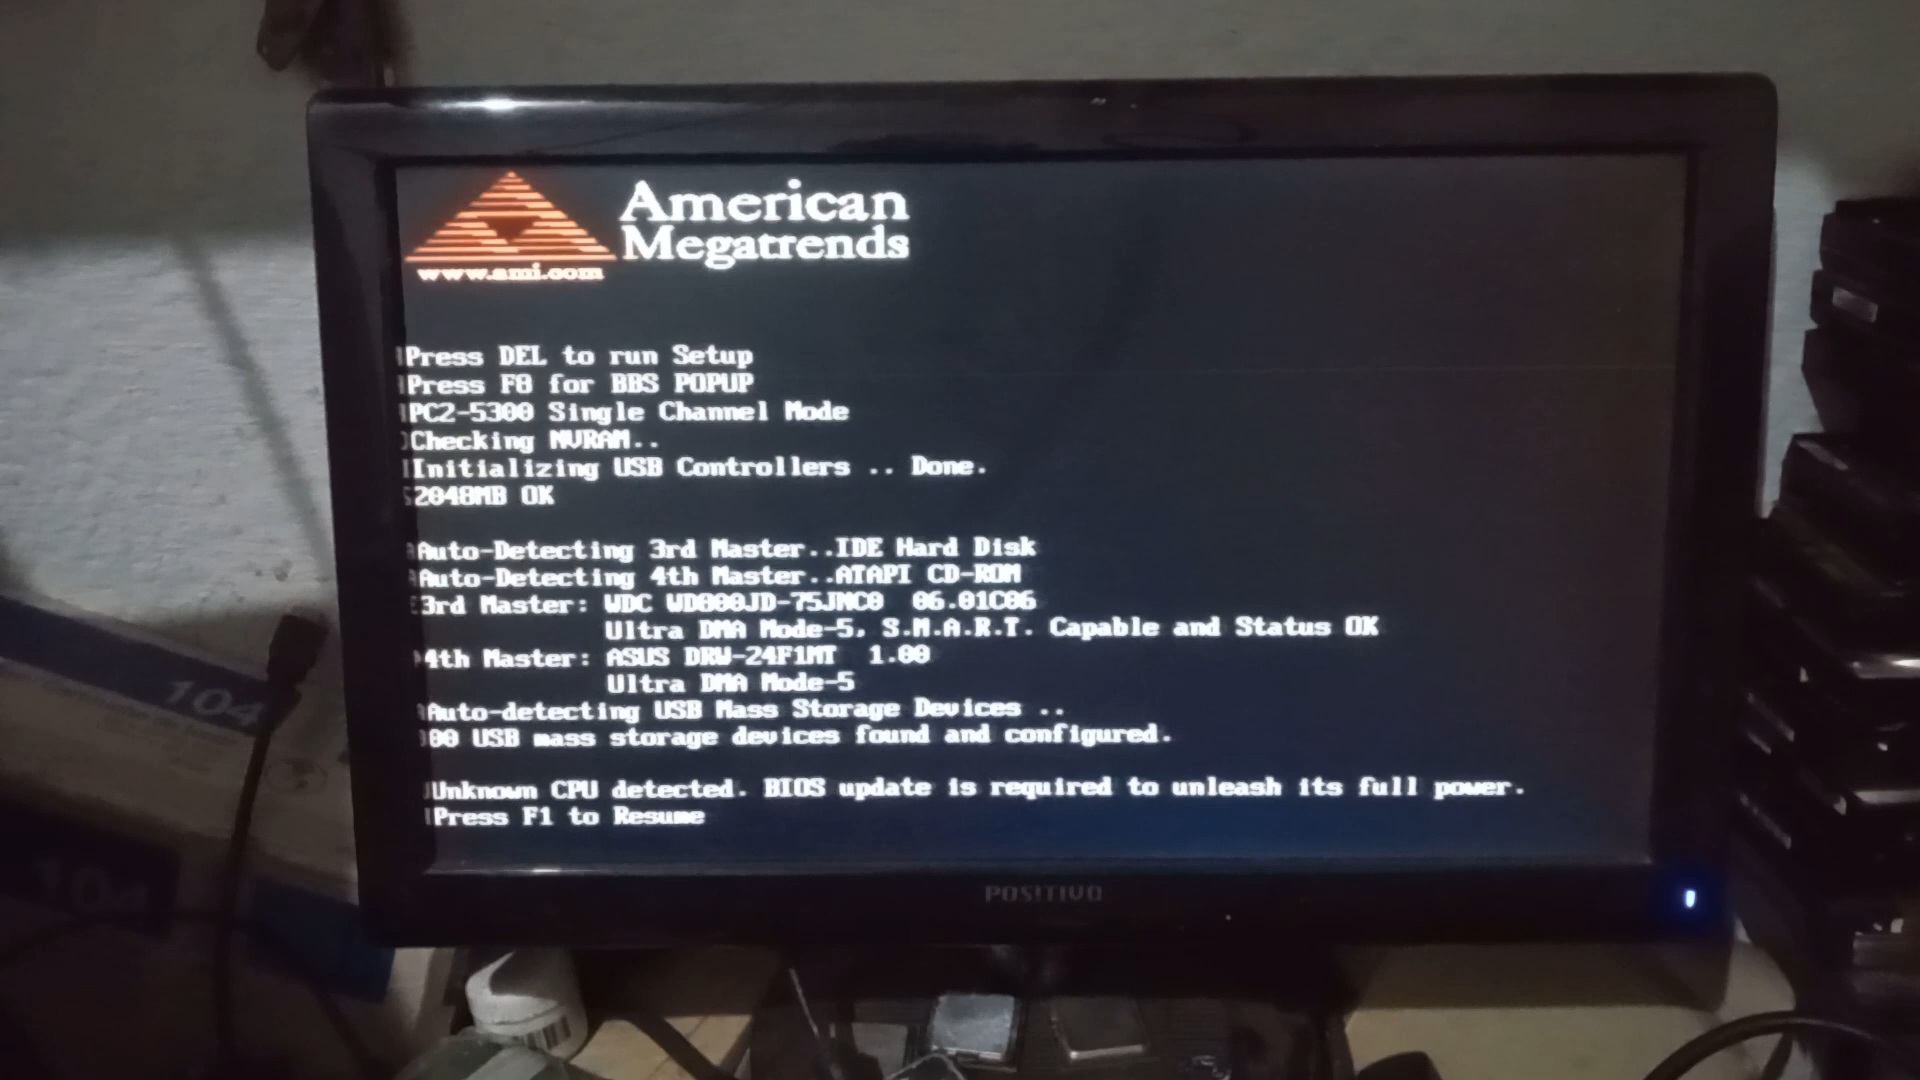 American
Megatrends
www.ami.com
Press DEL to run Setup
Press F8 for BBS POPUP
PC2-5300 Single Channel Mode
Checking NVRAM..
Initializing USB Controllers .. Done.
2048MB OK
Auto-Detecting 3rd Master..IDE Hard Disk
Auto-Detecting 4th Master..ATAPI CD-ROM
3rd Master: WDC WD800JD-75JNC0 06.01C06
Ultra DMA Mode-5, S.M.A.R.T. Capable and Status OK
4th Master: ASUS DRW-24F1MT 1.00
Ultra DMA Mode-5
Auto-detecting USB Mass Storage Devices ..
00 USB mass storage devices found and configured.
Unknown CPU detected. BIOS update is required to unleash its full power.
Press F1 to Resume
POSITIVO
104
104